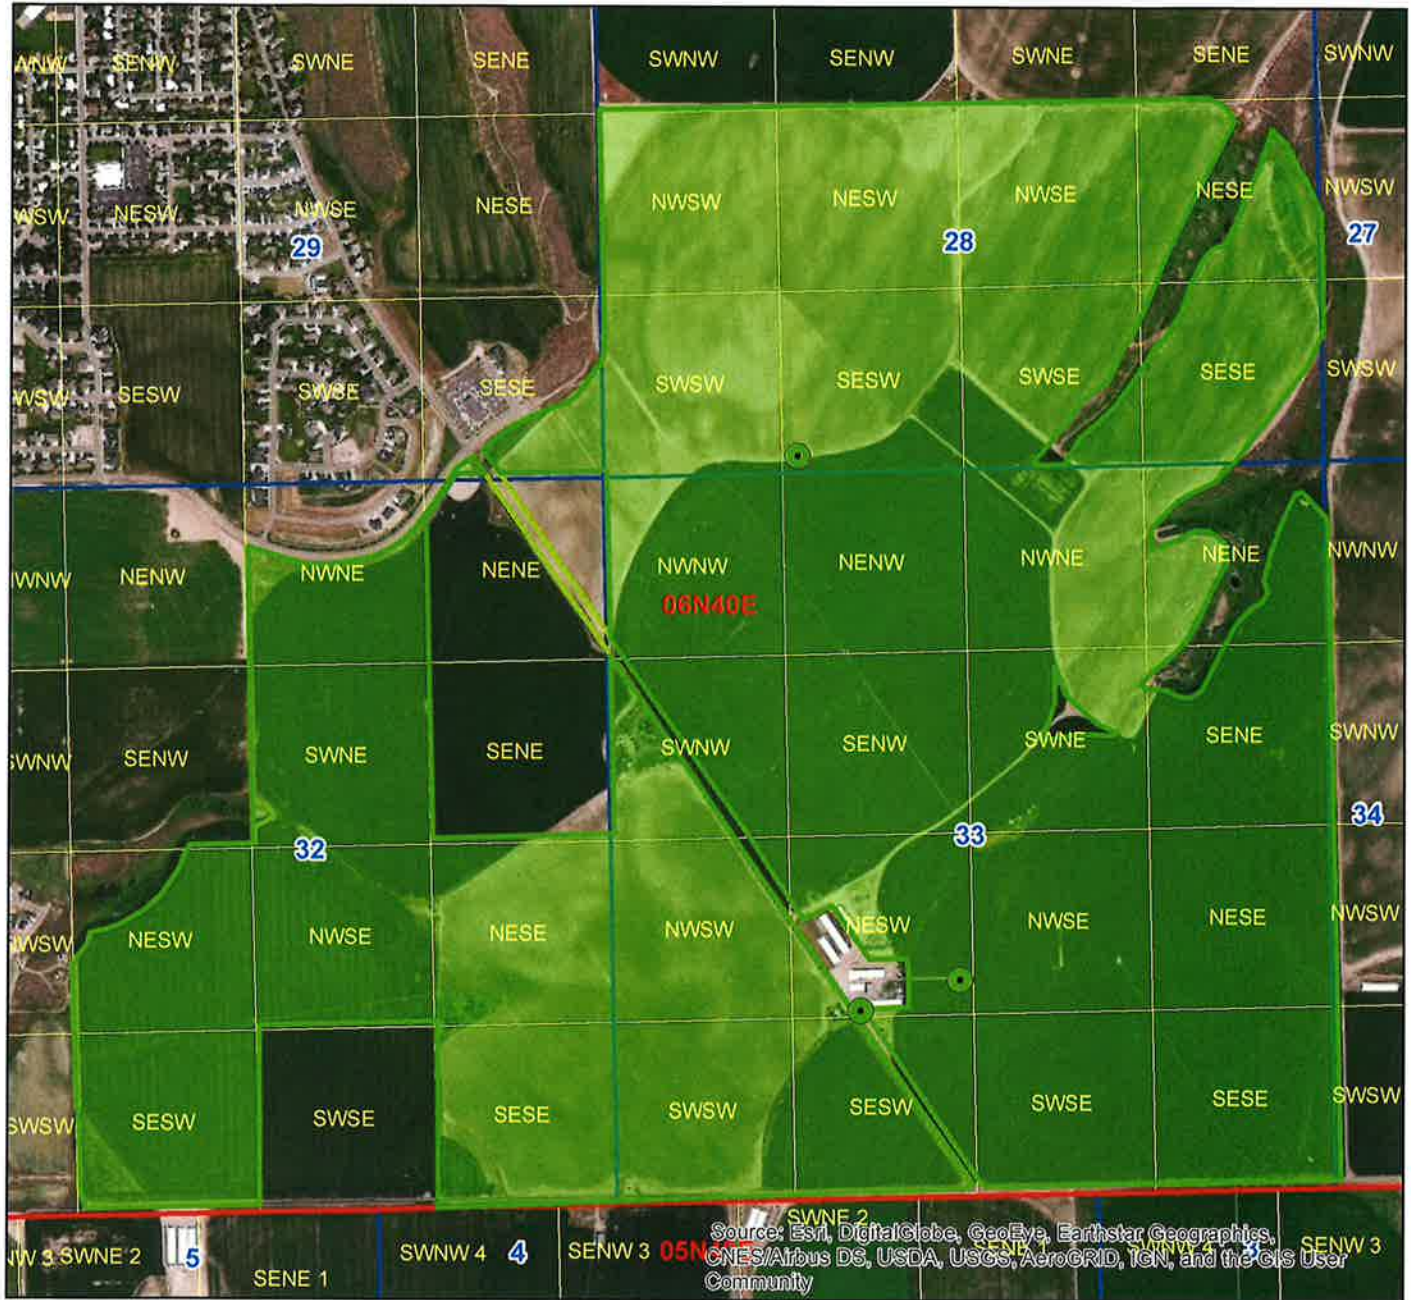 SENW SWNE SENE SWNW SENW SWNE SENE SWNW
NESW NWSE NESE NWSW NESW NWSE NESE NWSW
29 28 27
SESW SWSE SESE SWSW SESW SWSE SESE SWSW
NENW NWNE NENE NWNW NENW NWNE NENE NWNW
06N40E
SENW SWNE SENE SWNW SENW SWNE SENE SWNW
32 33 34
NESW NWSE NESE NWSW NESW NWSE NESE NWSW
SESW SWSE SESE SWSW SESW SWSE SESE SWSW
SWNE 2
SWNE 2 5 SENE 1 SWNW 4 4 SENW 3 SENW 3
Source: Esri, DigitalGlobe, GeoEye, Earthstar Geographics,
CNES/Airbus DS, USDA, USGS, AeroGRID, IGN, and the GIS User
Community